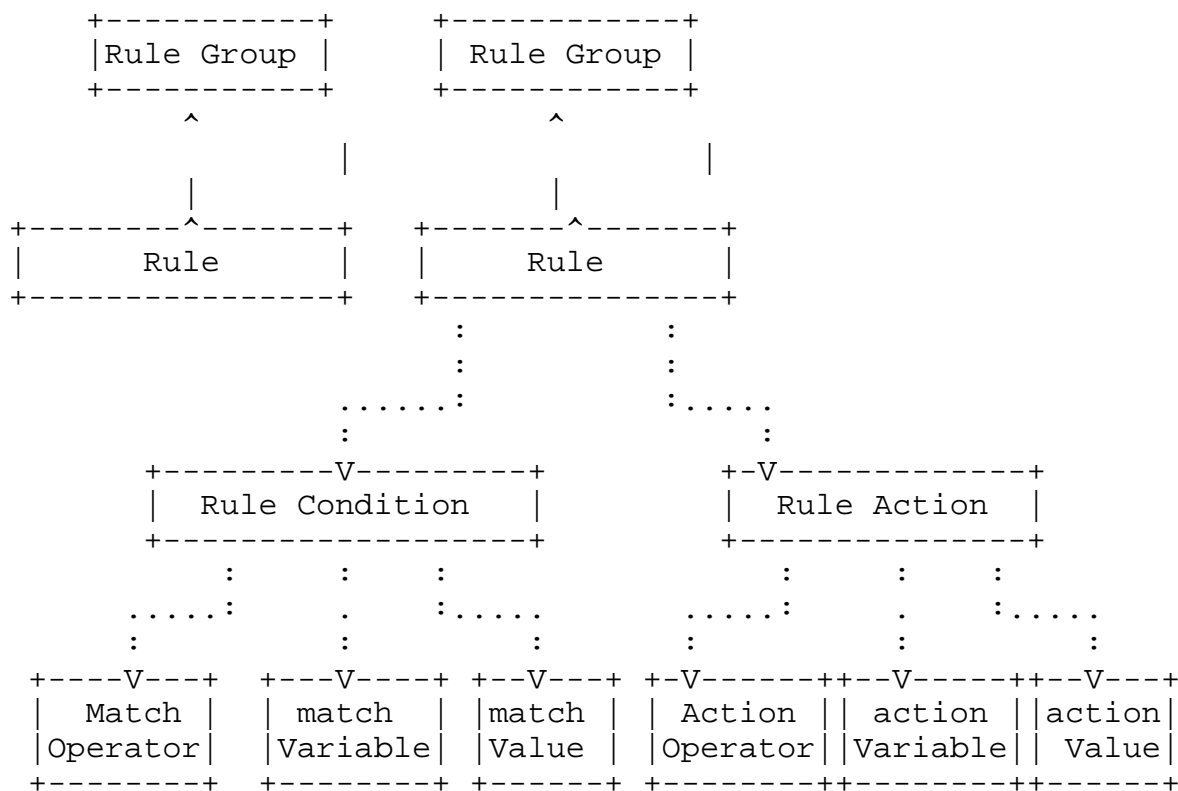 Rule Group Rule Group
Rule Rule
Rule Condition Rule Action
Match match match Action action action
Operator Variable Value Operator Variable Value